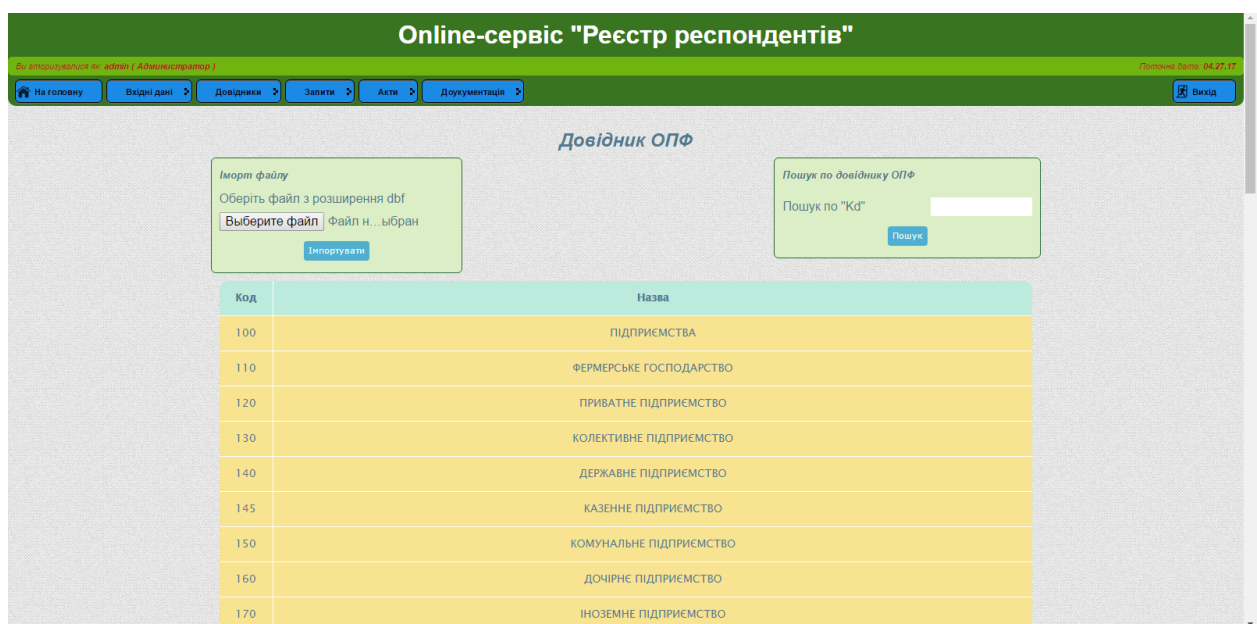 Online-сервіс "Реєстр респондентів"
Ви авторизувалися як: admin ( Администратор )
Поточна дата: 04.27.17
На головну
Вхідні дані
Довідники
Запити
Акти
Доукументація
Вихід
Довідник ОПФ
Іморт файлу
Оберіть файл з розширення dbf
Выберите файл Файл н...ыбран
Імпортувати
Пошук по довіднику ОПФ
Пошук по "Kd"
Пошук
Код Назва
100 ПІДПРИЄМСТВА
110 ФЕРМЕРСЬКЕ ГОСПОДАРСТВО
120 ПРИВАТНЕ ПІДПРИЄМСТВО
130 КОЛЕКТИВНЕ ПІДПРИЄМСТВО
140 ДЕРЖАВНЕ ПІДПРИЄМСТВО
145 КАЗЕННЕ ПІДПРИЄМСТВО
150 КОМУНАЛЬНЕ ПІДПРИЄМСТВО
160 ДОЧІРНЄ ПІДПРИЄМСТВО
170 ІНОЗЕМНЕ ПІДПРИЄМСТВО